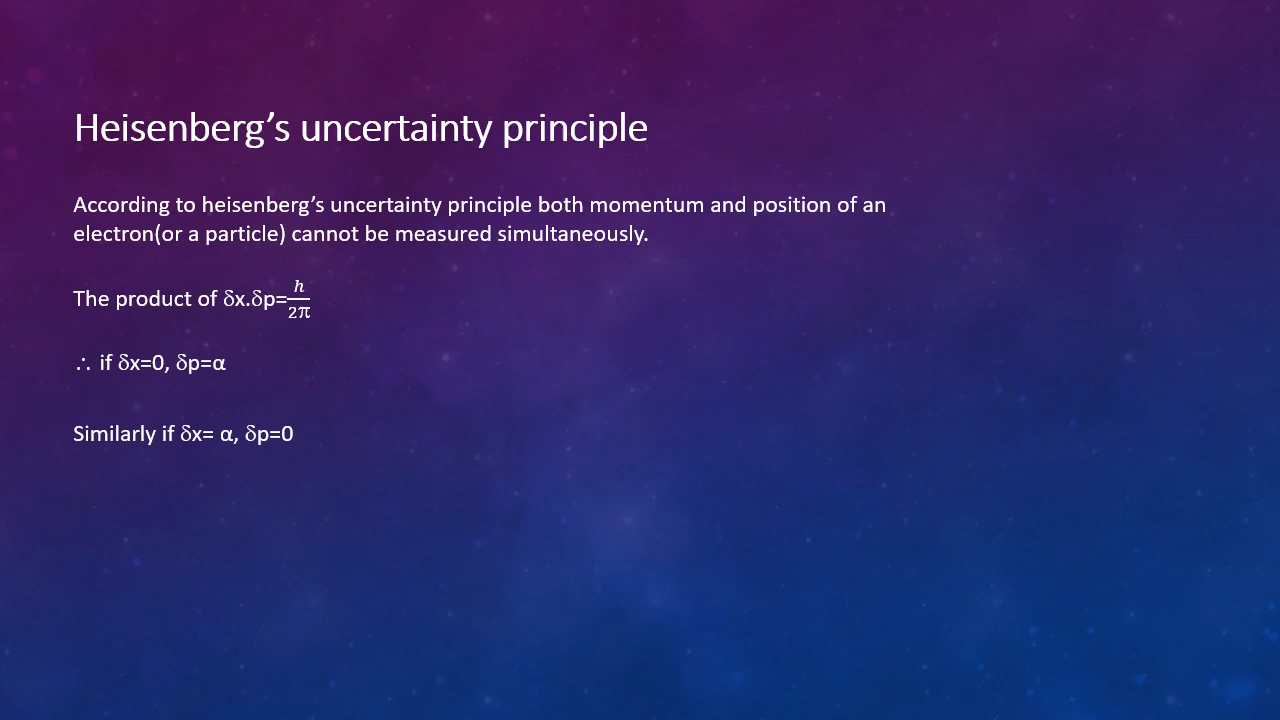 Heisenberg’s uncertainty principle
According to heisenberg’s uncertainty principle both momentum and position of an
electron(or a particle) cannot be measured simultaneously.
The product of δx.δp=ℎ/2π
∴ if δx=0, δp=α
Similarly if δx= α, δp=0